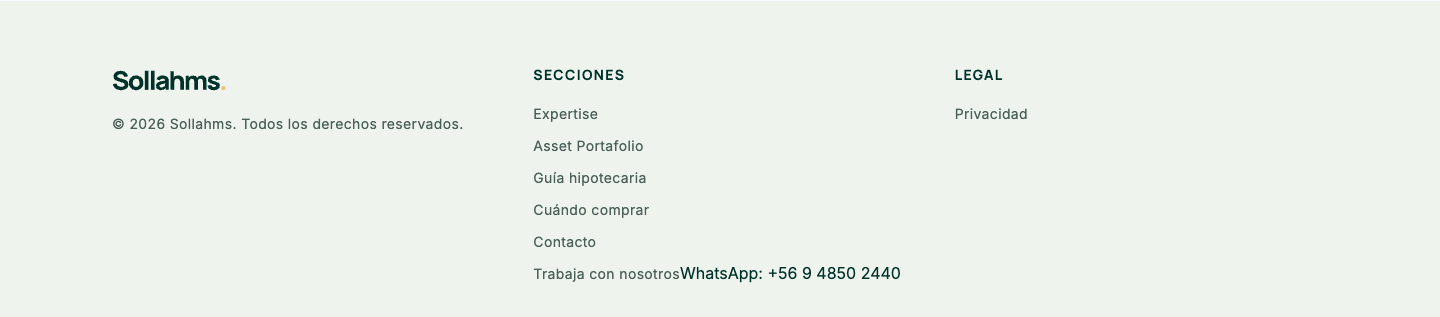 Sollahms.
© 2026 Sollahms. Todos los derechos reservados.
SECCIONES
Expertise
Asset Portafolio
Guía hipotecaria
Cuándo comprar
Contacto
Trabaja con nosotrosWhatsApp: +56 9 4850 2440
LEGAL
Privacidad